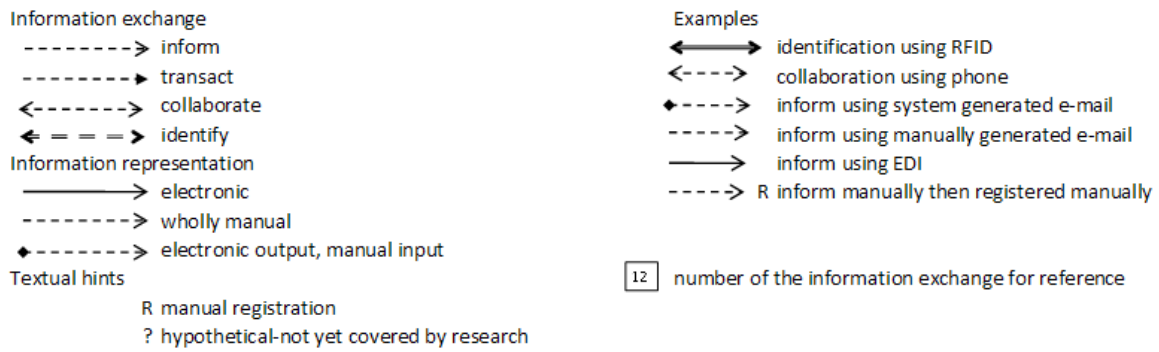 Information exchange
inform
transact
collaborate
identify
Information representation
electronic
wholly manual
electronic output, manual input
Textual hints
R manual registration
? hypothetical-not yet covered by research
Examples
identification using RFID
collaboration using phone
inform using system generated e-mail
inform using manually generated e-mail
inform using EDI
R inform manually then registered manually
12 number of the information exchange for reference